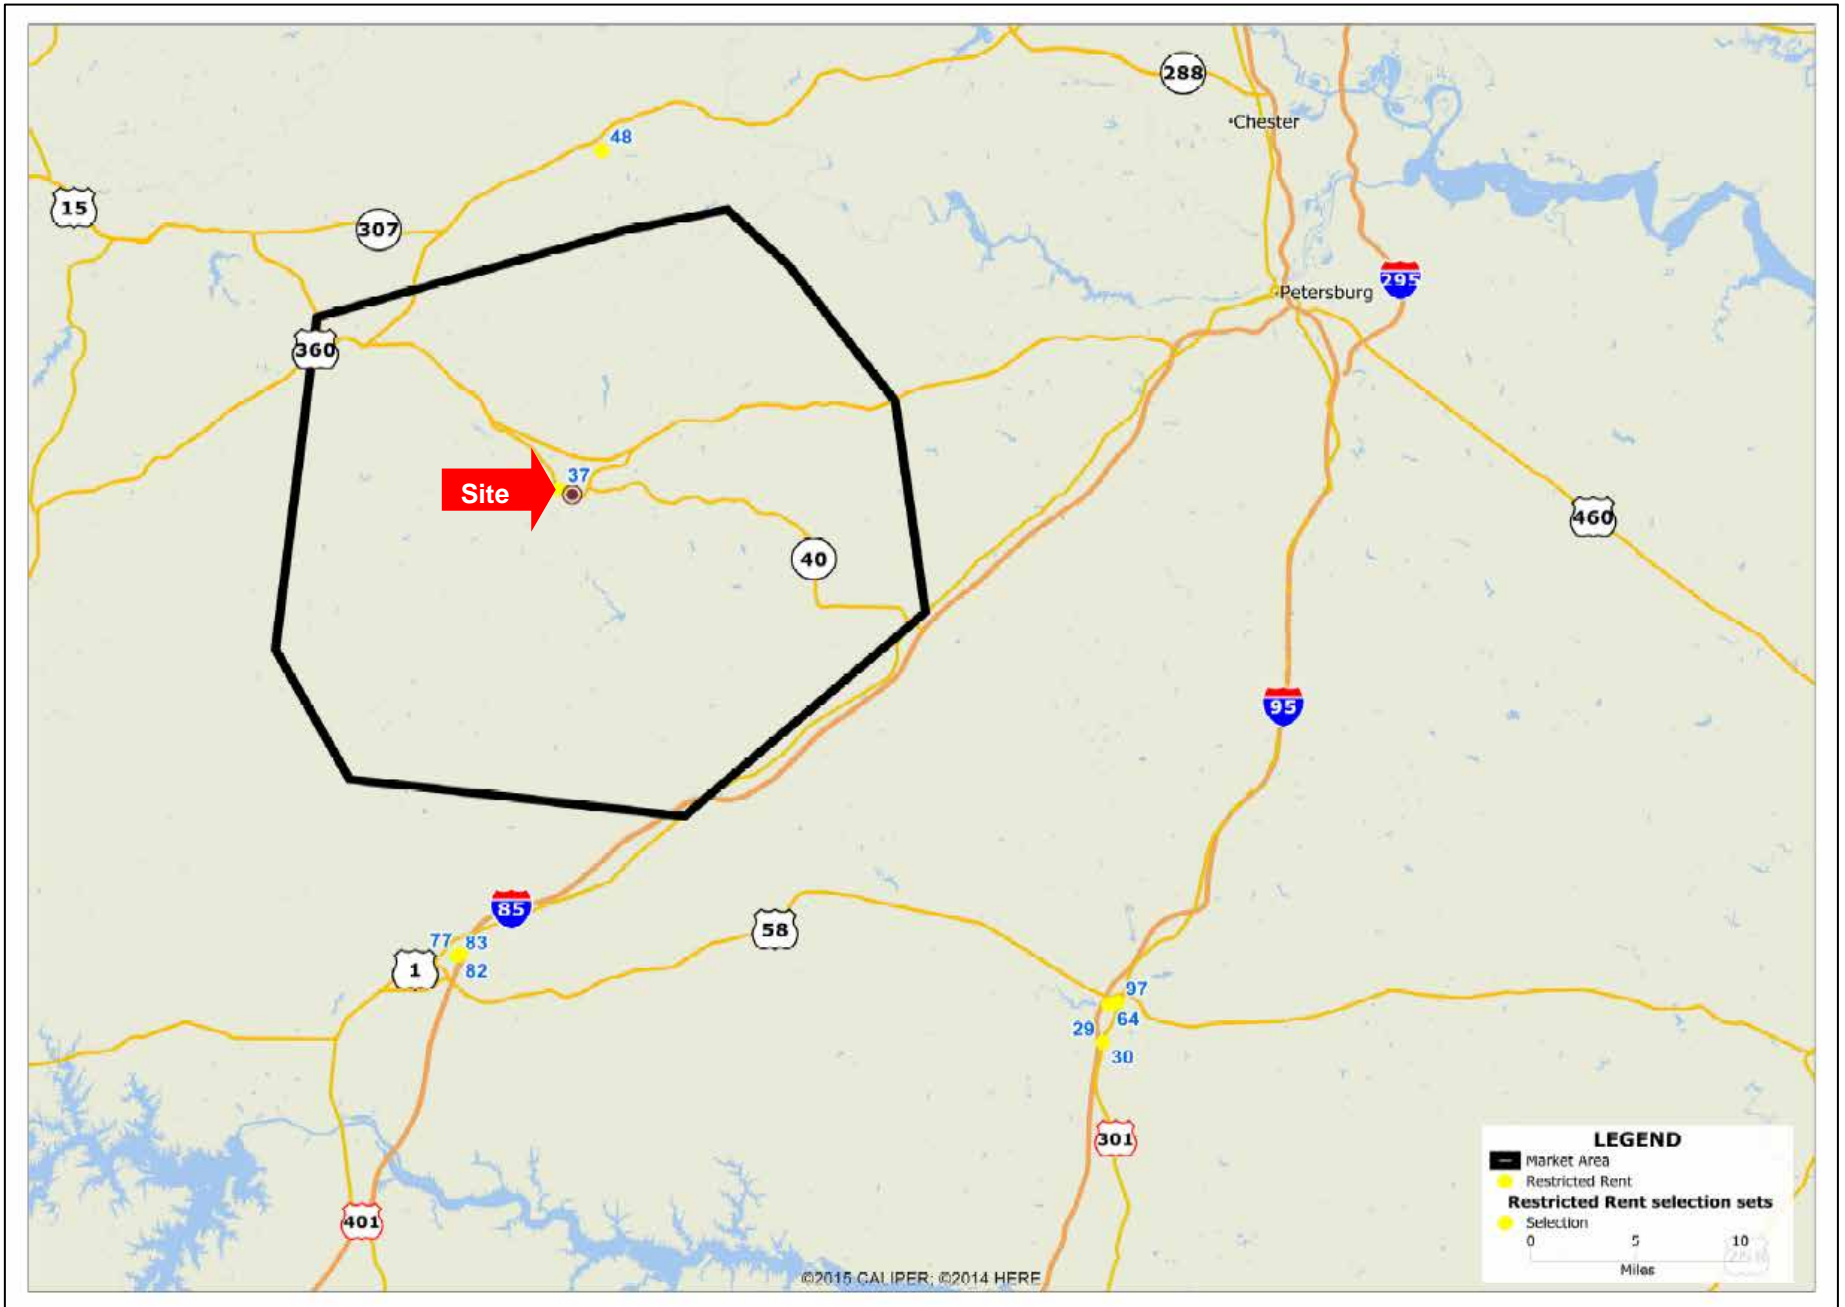 288
Chester
48
15
307
295
Petersburg
360
37
Site
460
40
95
85
58
77 83
1
82
97
64
29
30
301
LEGEND
Market Area
Restricted Rent
Restricted Rent selection sets
Selection
0 5 10
Miles
401
©2015 CALIPER; ©2014 HERE